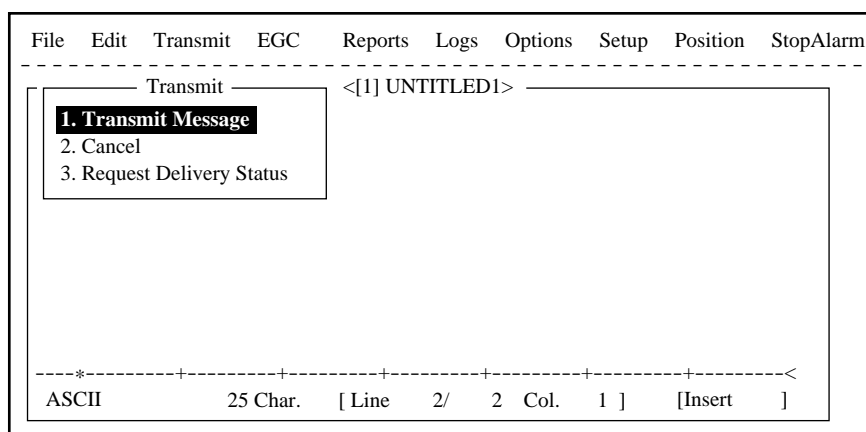 File Edit Transmit EGC Reports Logs Options Setup Position StopAlarm
Transmit <[1] UNTITLED1>
1. Transmit Message
2. Cancel
3. Request Delivery Status
----*---------+---------+---------+---------+---------+---------+---------<
ASCII 25 Char. [ Line 2/ 2 Col. 1 ] [Insert ]